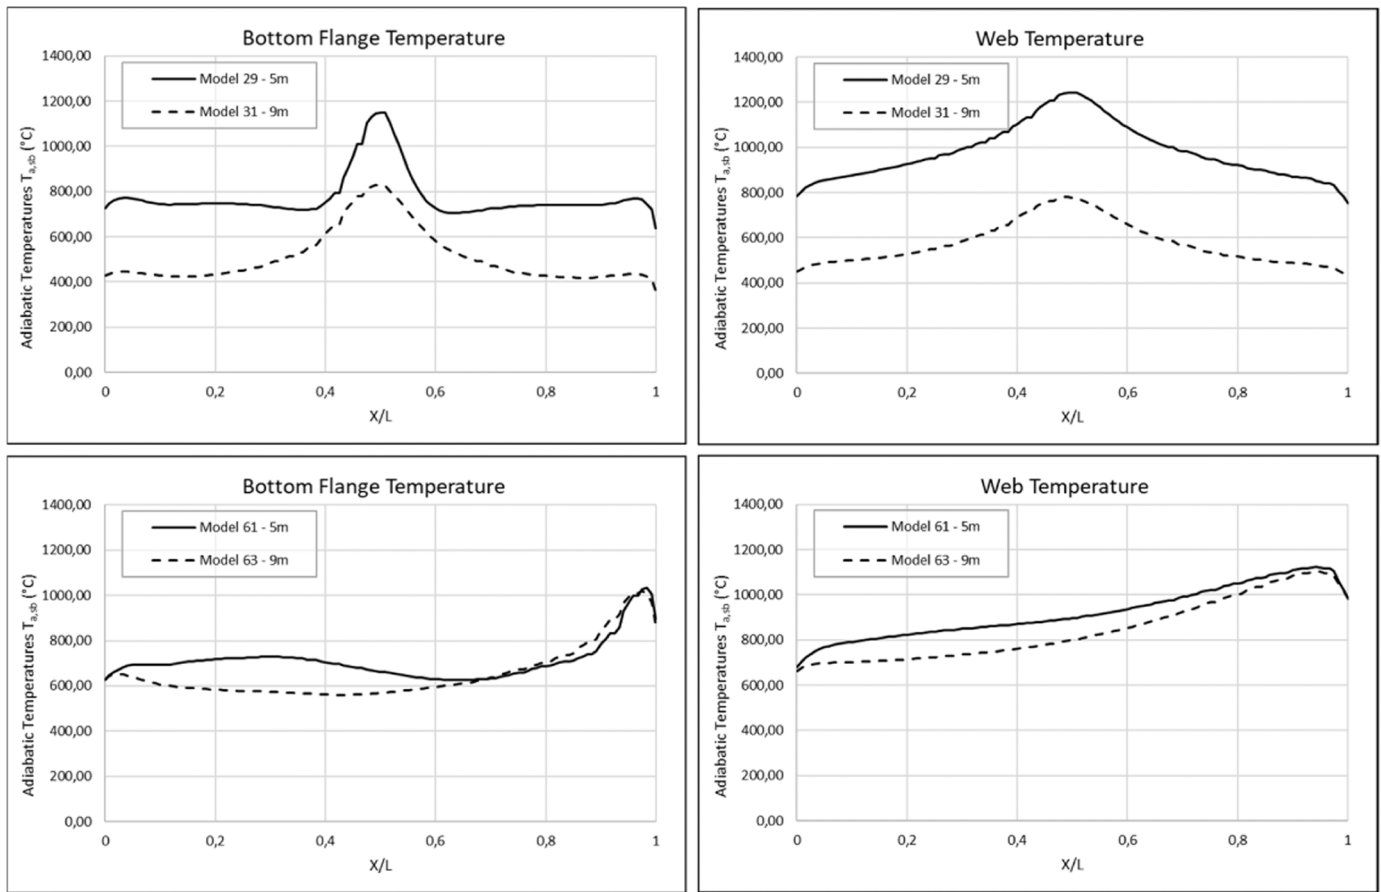 Bottom Flange Temperature
Adiabatic Temperatures Ta,sb (°C)
1400,00
1200,00
1000,00
800,00
600,00
400,00
200,00
0,00
Model 29 - 5m
Model 31 - 9m
0 0,2 0,4 0,6 0,8 1
X/L
Web Temperature
Adiabatic Temperatures Ta,sb (°C)
1400,00
1200,00
1000,00
800,00
600,00
400,00
200,00
0,00
Model 29 - 5m
Model 31 - 9m
0 0,2 0,4 0,6 0,8 1
X/L
Bottom Flange Temperature
Adiabatic Temperatures Ta,sb (°C)
1400,00
1200,00
1000,00
800,00
600,00
400,00
200,00
0,00
Model 61 - 5m
Model 63 - 9m
0 0,2 0,4 0,6 0,8 1
X/L
Web Temperature
Adiabatic Temperatures Ta,sb (°C)
1400,00
1200,00
1000,00
800,00
600,00
400,00
200,00
0,00
Model 61 - 5m
Model 63 - 9m
0 0,2 0,4 0,6 0,8 1
X/L